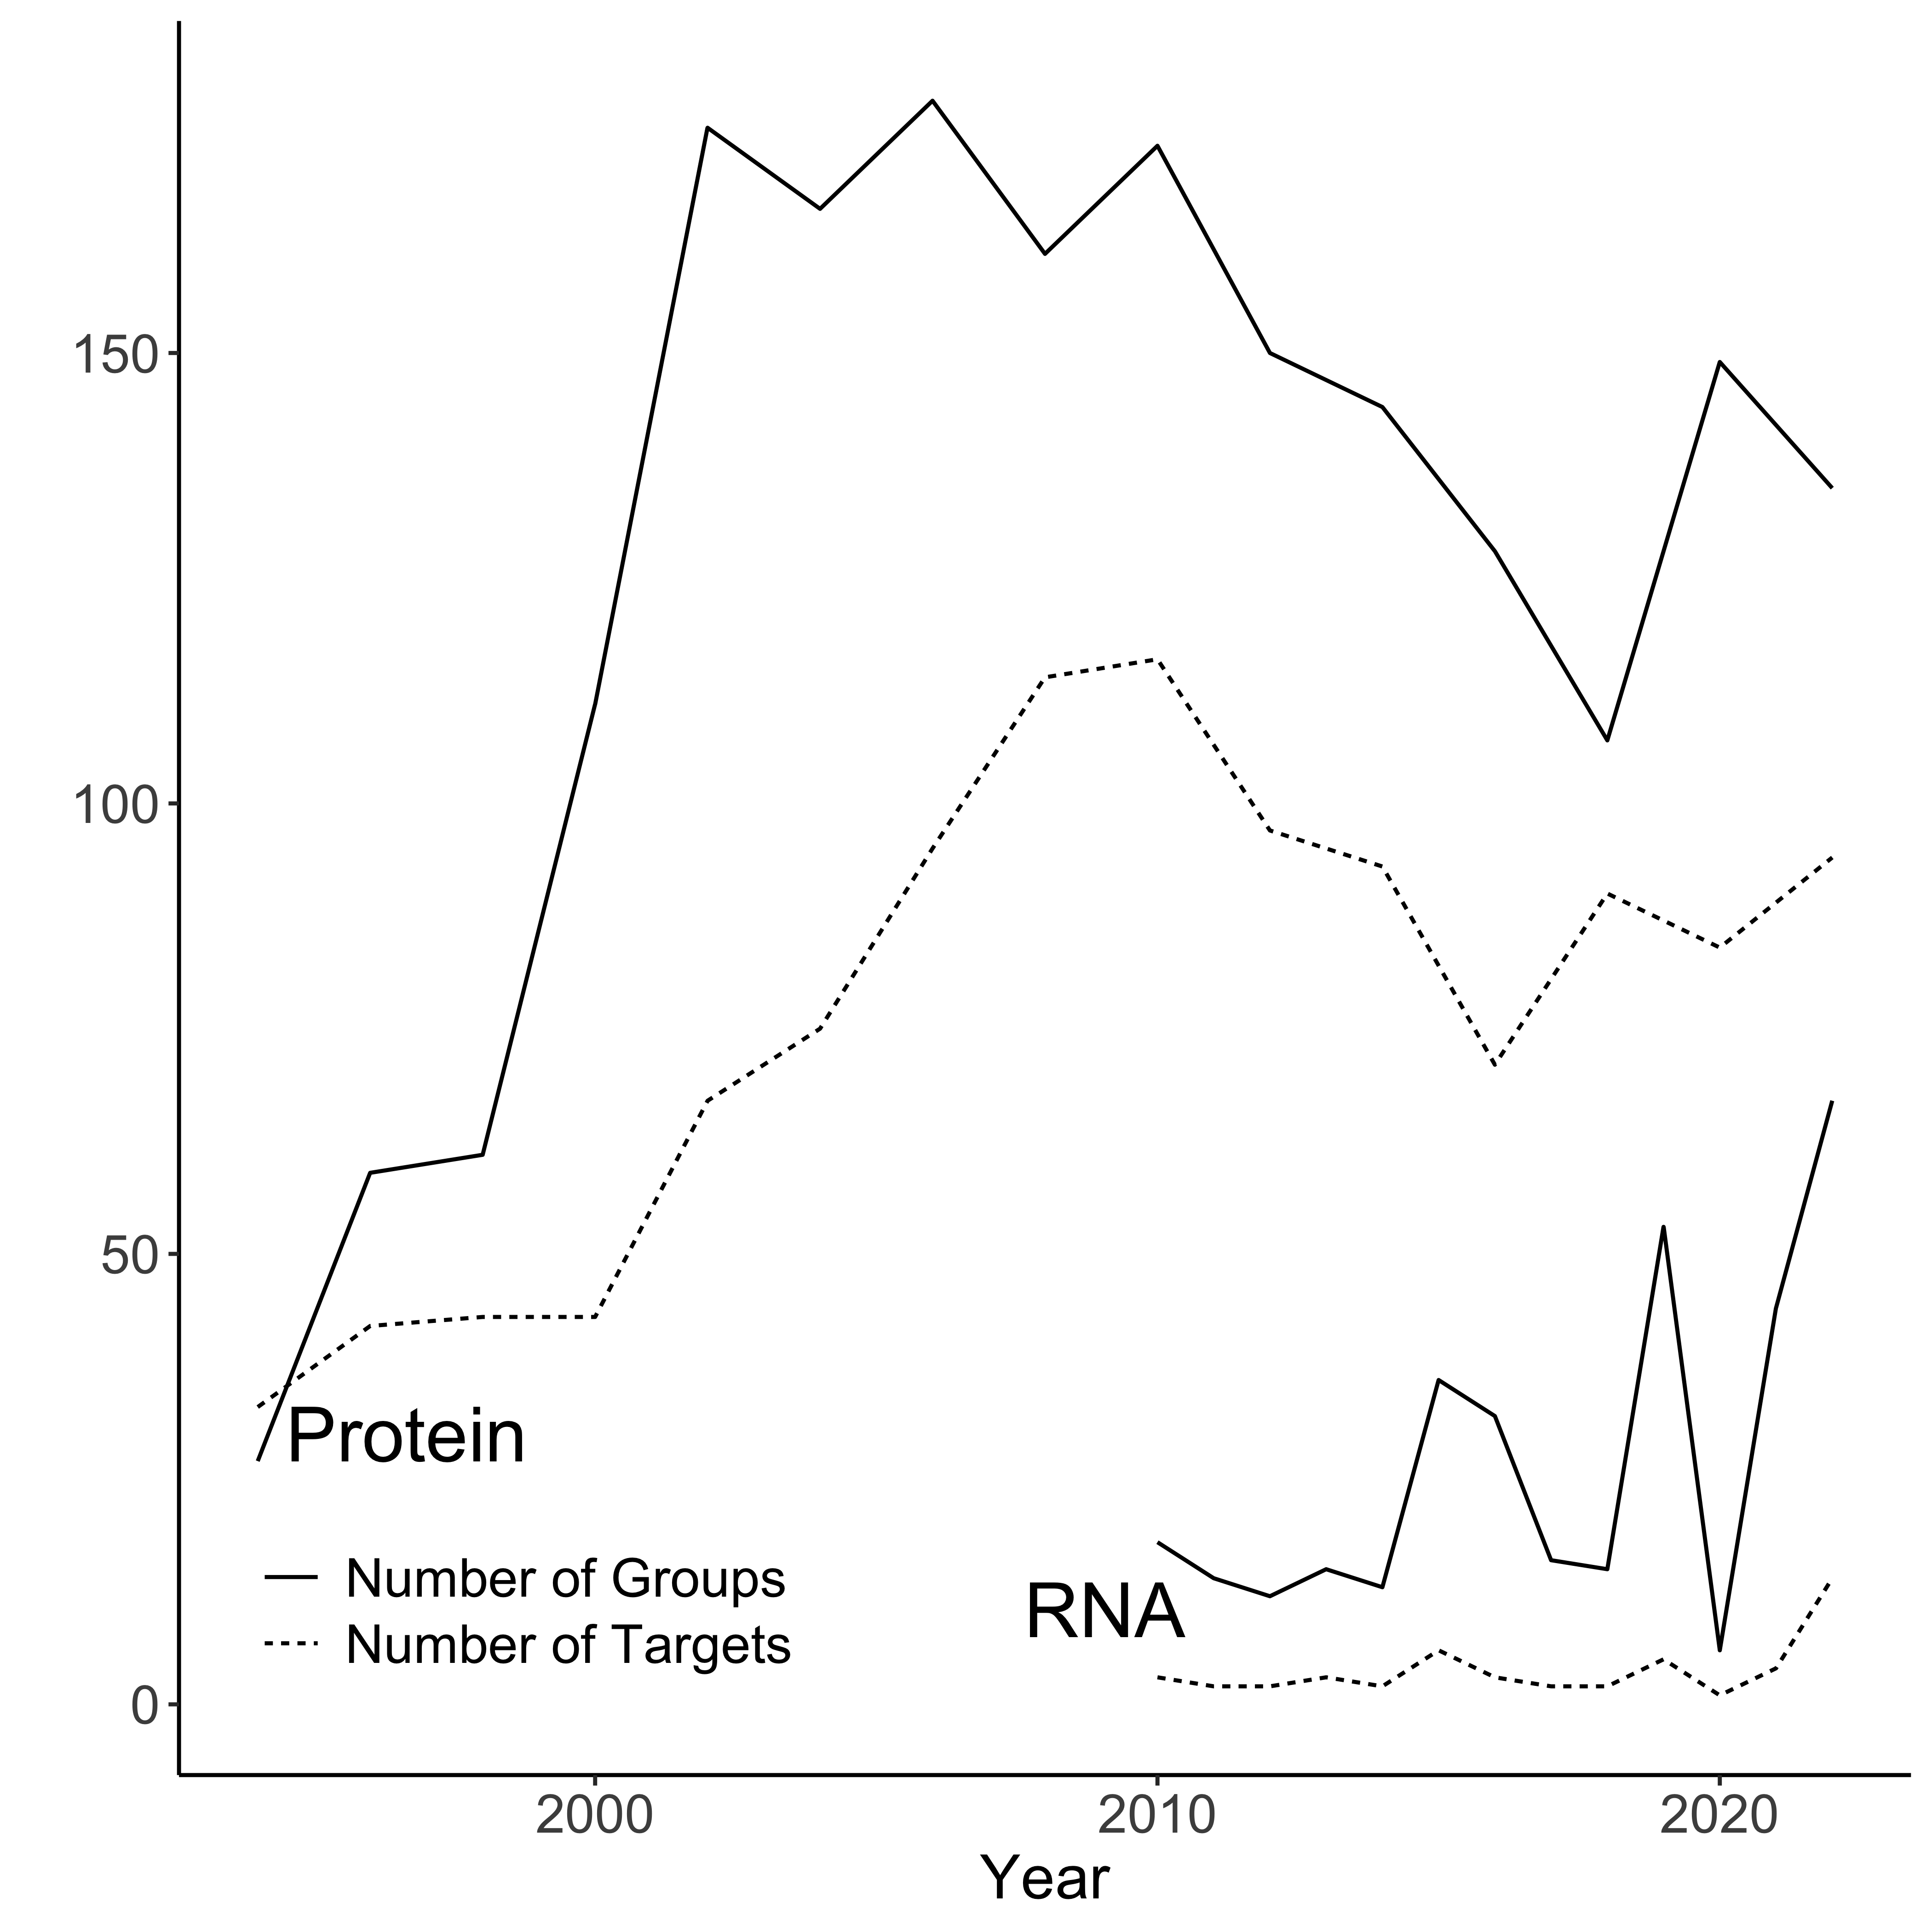 150
100
50
0
Protein
RNA
Number of Groups
Number of Targets
2000
2010
2020
Year